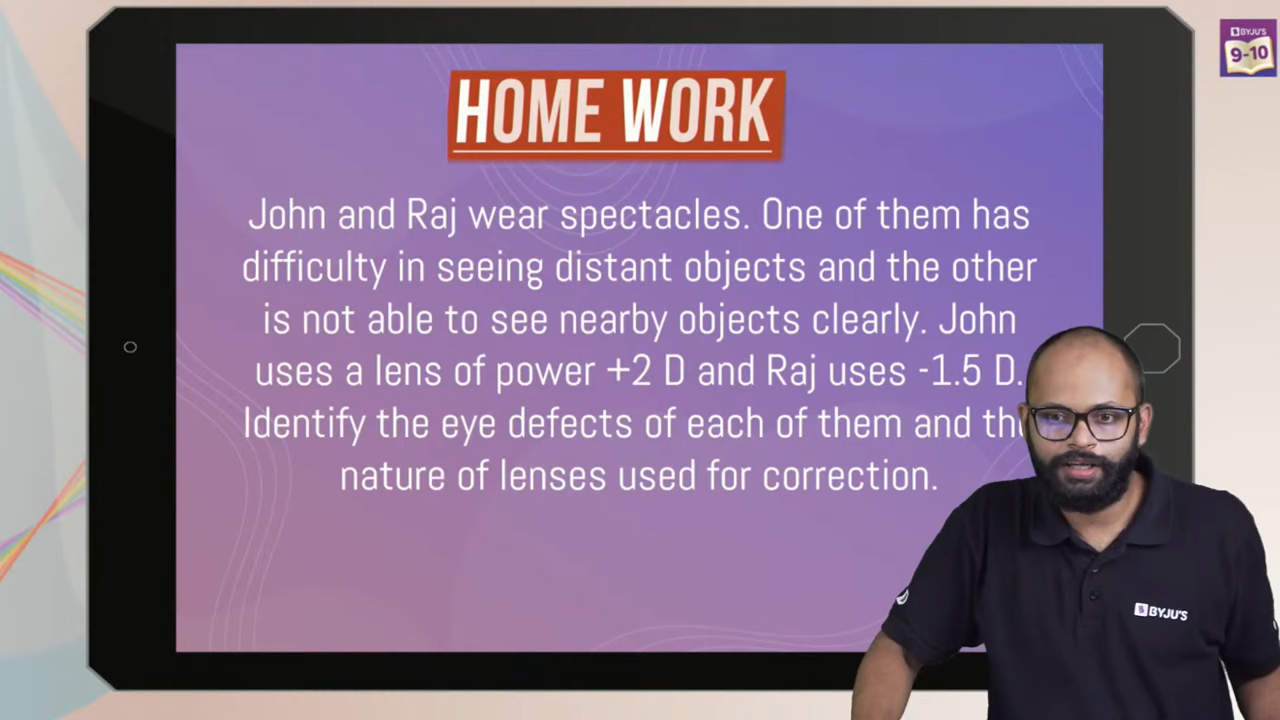 BYJU'S
9-10
HOME WORK
John and Raj wear spectacles. One of them has
difficulty in seeing distant objects and the other
is not able to see nearby objects clearly. John
uses a lens of power +2 D and Raj uses -1.5 D.
Identify the eye defects of each of them and
nature of lenses used for correction.
BYJU'S